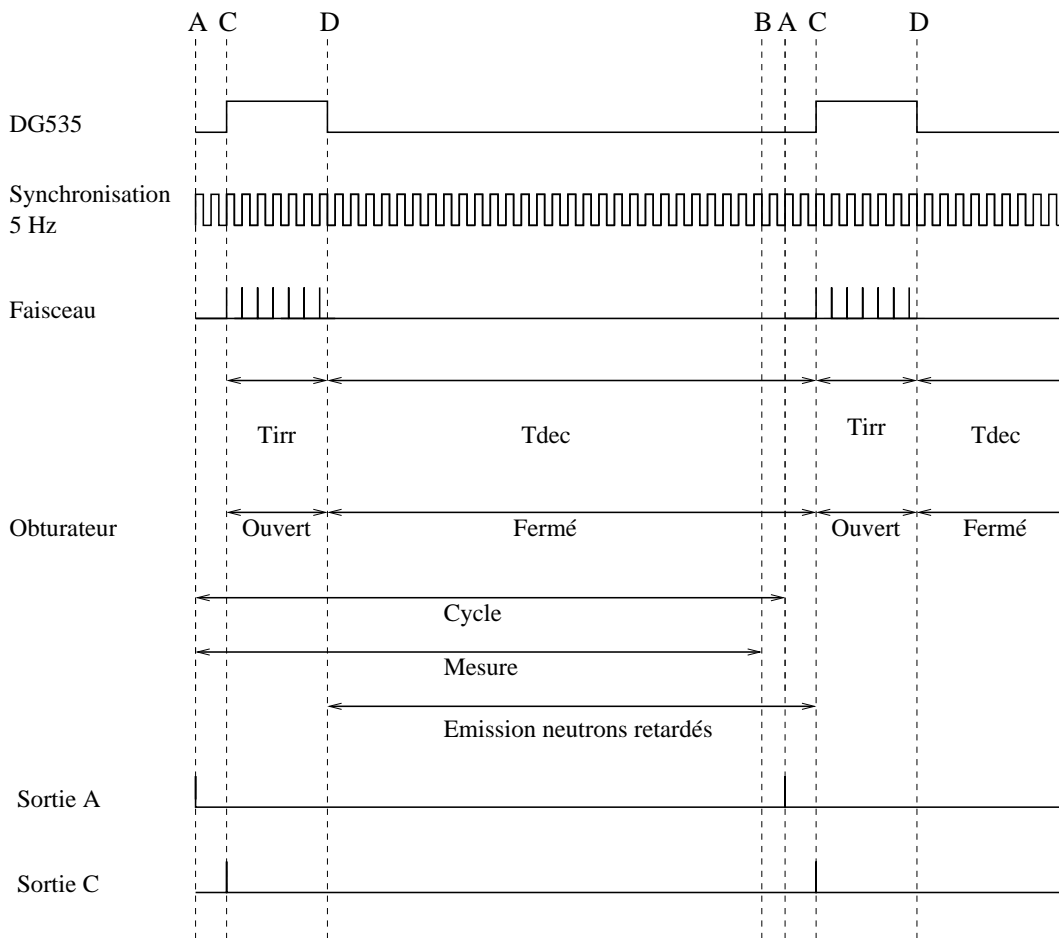 A C D B A C D
DG535
Synchronisation
5 Hz
Faisceau
Tirr Tdec Tirr Tdec
Obturateur Ouvert Fermé Ouvert Fermé
Cycle
Mesure
Emission neutrons retardés
Sortie A
Sortie C